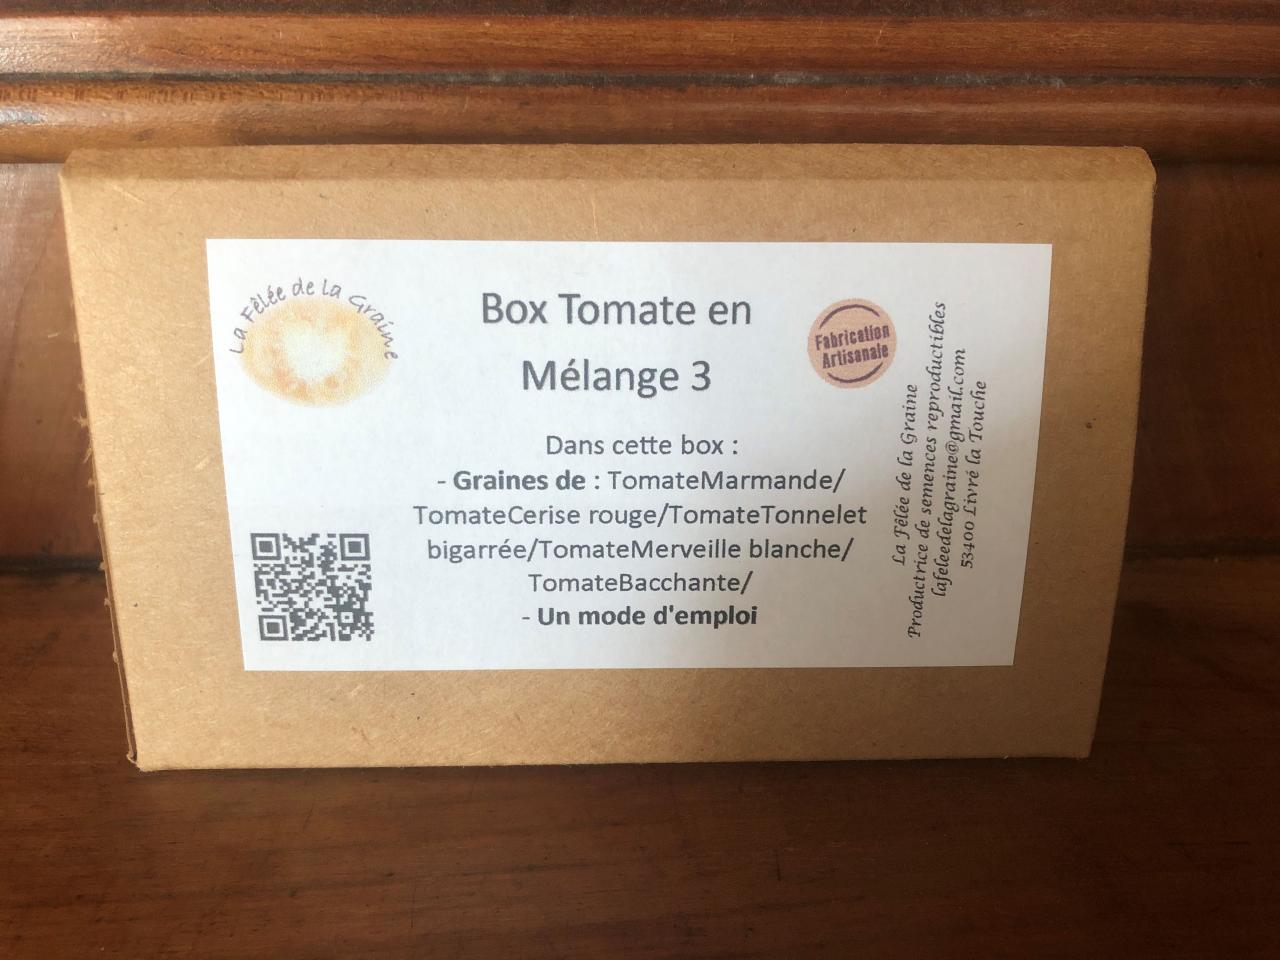 La Fêlée de la Graine
Box Tomate en
Mélange 3
Fabrication
Artisanale
Dans cette box :
- Graines de : TomateMarmande/
TomateCerise rouge/TomateTonnelet
bigarrée/TomateMerveille blanche/
TomateBacchante/
- Un mode d'emploi
La Fêlée de la Graine
Productrice de semences reproductibles
lafeleedelagraine@gmail.com
53400 Livré la Touche